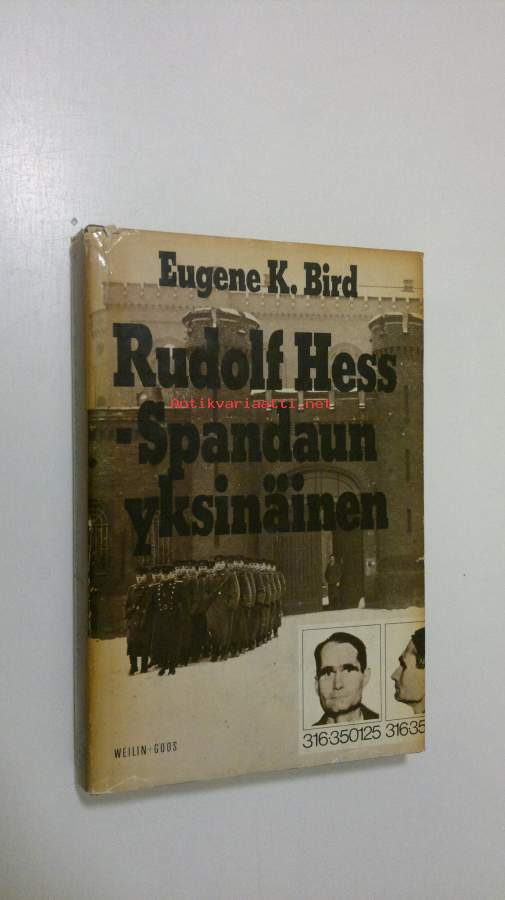 Eugene K. Bird
Rudolf Hess
Antikvariaatti.net
-Spandaun
yksinäinen
316·350125 316·35
WEILIN+GÖÖS